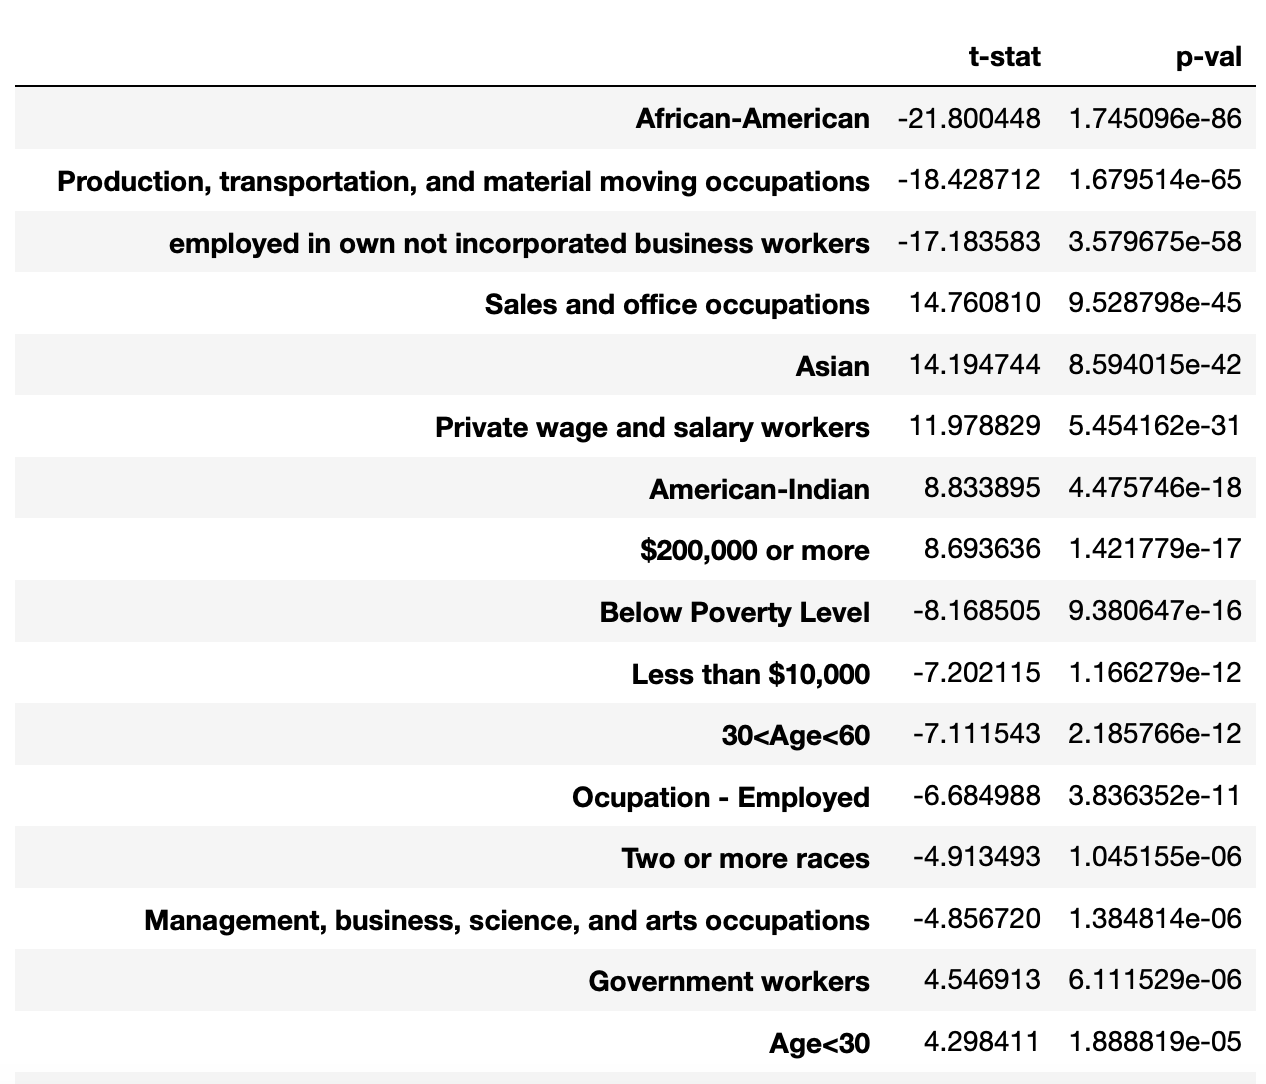 t-stat p-val
African-American -21.800448 1.745096e-86
Production, transportation, and material moving occupations -18.428712 1.679514e-65
employed in own not incorporated business workers -17.183583 3.579675e-58
Sales and office occupations 14.760810 9.528798e-45
Asian 14.194744 8.594015e-42
Private wage and salary workers 11.978829 5.454162e-31
American-Indian 8.833895 4.475746e-18
$200,000 or more 8.693636 1.421779e-17
Below Poverty Level -8.168505 9.380647e-16
Less than $10,000 -7.202115 1.166279e-12
30<Age<60 -7.111543 2.185766e-12
Ocupation - Employed -6.684988 3.836352e-11
Two or more races -4.913493 1.045155e-06
Management, business, science, and arts occupations -4.856720 1.384814e-06
Government workers 4.546913 6.111529e-06
Age<30 4.298411 1.888819e-05